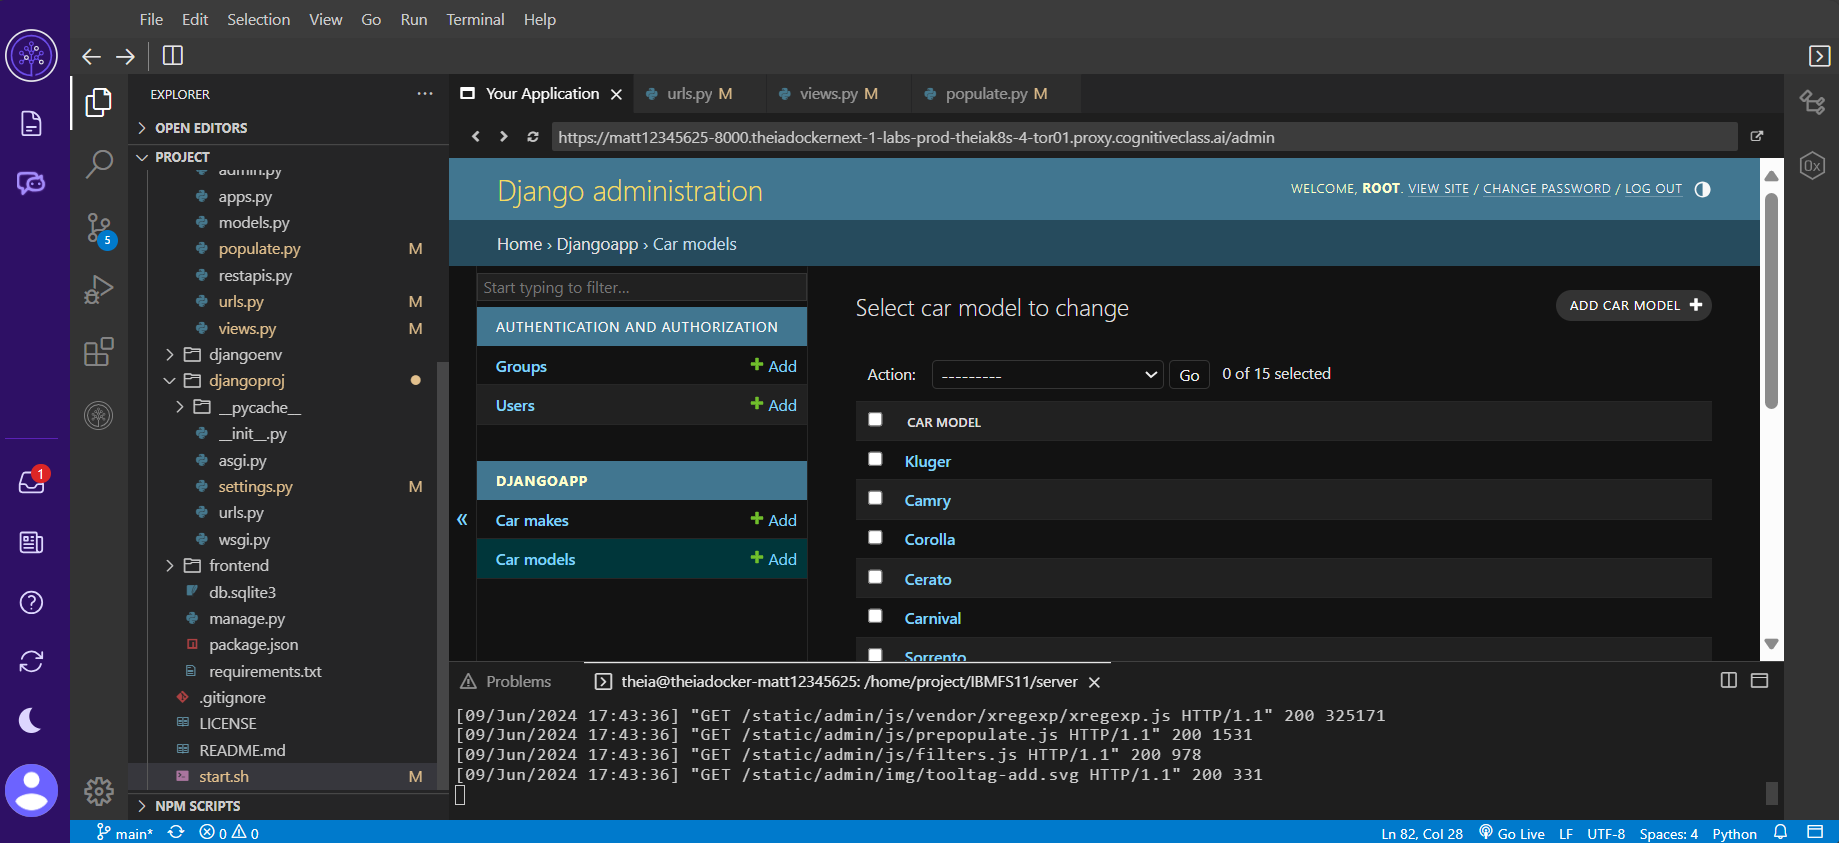 File Edit Selection View Go Run Terminal Help
EXPLORER ···
Your Application × urls.py M views.py M populate.py M
OPEN EDITORS
PROJECT
admin.py
apps.py
models.py
populate.py M
restapis.py
urls.py M
views.py M
djangoenv
djangoproj
__pycache__
__init__.py
asgi.py
settings.py M
urls.py
wsgi.py
frontend
db.sqlite3
manage.py
package.json
requirements.txt
.gitignore
LICENSE
README.md
start.sh M
NPM SCRIPTS
5
1
https://matt12345625-8000.theiadockernext-1-labs-prod-theiak8s-4-tor01.proxy.cognitiveclass.ai/admin
0x
Django administration
WELCOME, ROOT. VIEW SITE / CHANGE PASSWORD / LOG OUT
Home › Djangoapp › Car models
Start typing to filter...
AUTHENTICATION AND AUTHORIZATION
Groups + Add
Users + Add
DJANGOAPP
Car makes + Add
Car models + Add
«
Select car model to change
ADD CAR MODEL +
Action: --------- Go 0 of 15 selected
CAR MODEL
Kluger
Camry
Corolla
Cerato
Carnival
Sorrento
Problems theia@theiadocker-matt12345625: /home/project/IBMFS11/server ×
[09/Jun/2024 17:43:36] "GET /static/admin/js/vendor/xregexp/xregexp.js HTTP/1.1" 200 325171
[09/Jun/2024 17:43:36] "GET /static/admin/js/prepopulate.js HTTP/1.1" 200 1531
[09/Jun/2024 17:43:36] "GET /static/admin/js/filters.js HTTP/1.1" 200 978
[09/Jun/2024 17:43:36] "GET /static/admin/img/tooltag-add.svg HTTP/1.1" 200 331
main* 0 0 Ln 82, Col 28 Go Live LF UTF-8 Spaces: 4 Python